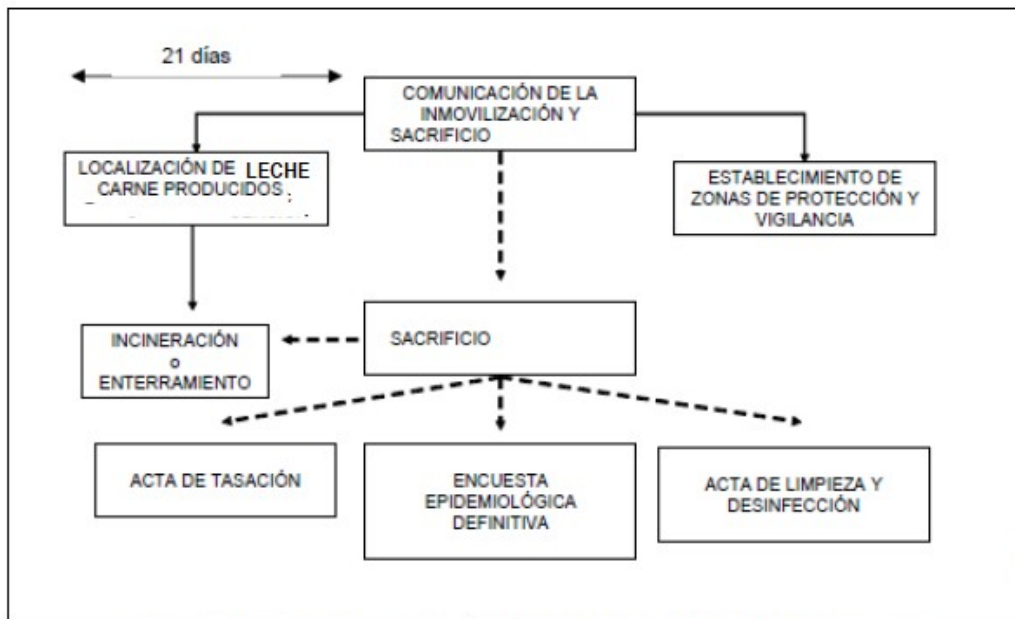 21 días
COMUNICACIÓN DE LA
INMOVILIZACIÓN Y
SACRIFICIO
LOCALIZACIÓN DE LECHE
CARNE PRODUCIDOS
ESTABLECIMIENTO DE
ZONAS DE PROTECCIÓN Y
VIGILANCIA
INCINERACIÓN
o
ENTERRAMIENTO
SACRIFICIO
ACTA DE TASACIÓN
ENCUESTA
EPIDEMIOLÓGICA
DEFINITIVA
ACTA DE LIMPIEZA Y
DESINFECCIÓN